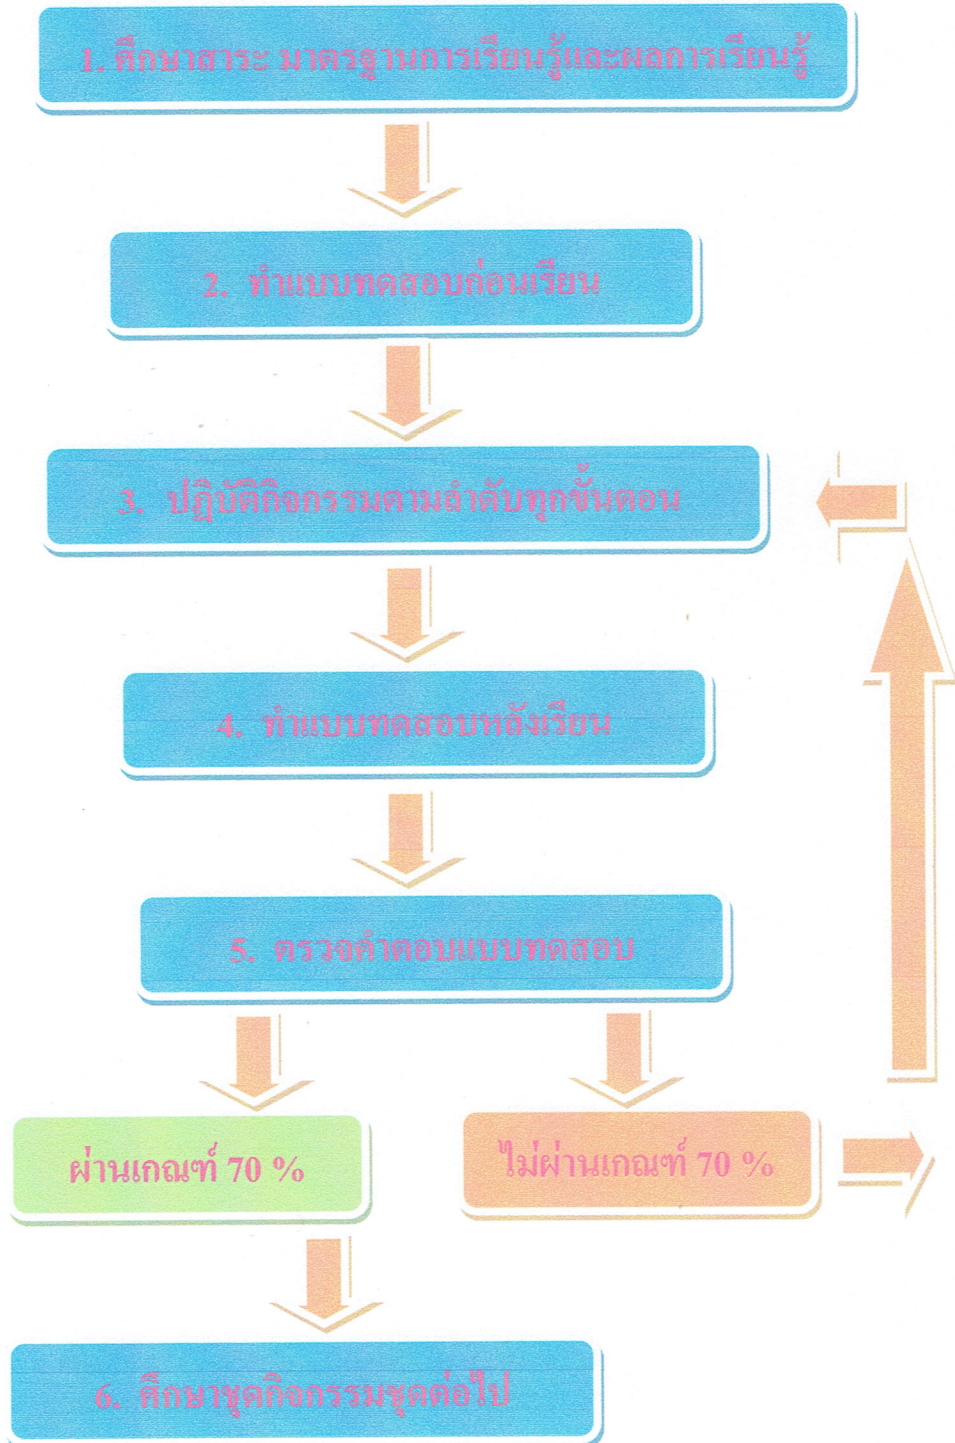 1. ศึกษาสาระ มาตรฐานการเรียนรู้และผลการเรียนรู้
2. ทำแบบทดสอบก่อนเรียน
3. ปฏิบัติกิจกรรมตามลำดับทุกขั้นตอน
4. ทำแบบทดสอบหลังเรียน
5. ตรวจคำตอบแบบทดสอบ
ผ่านเกณฑ์ 70 %
ไม่ผ่านเกณฑ์ 70 %
6. ศึกษาชุดกิจกรรมชุดต่อไป